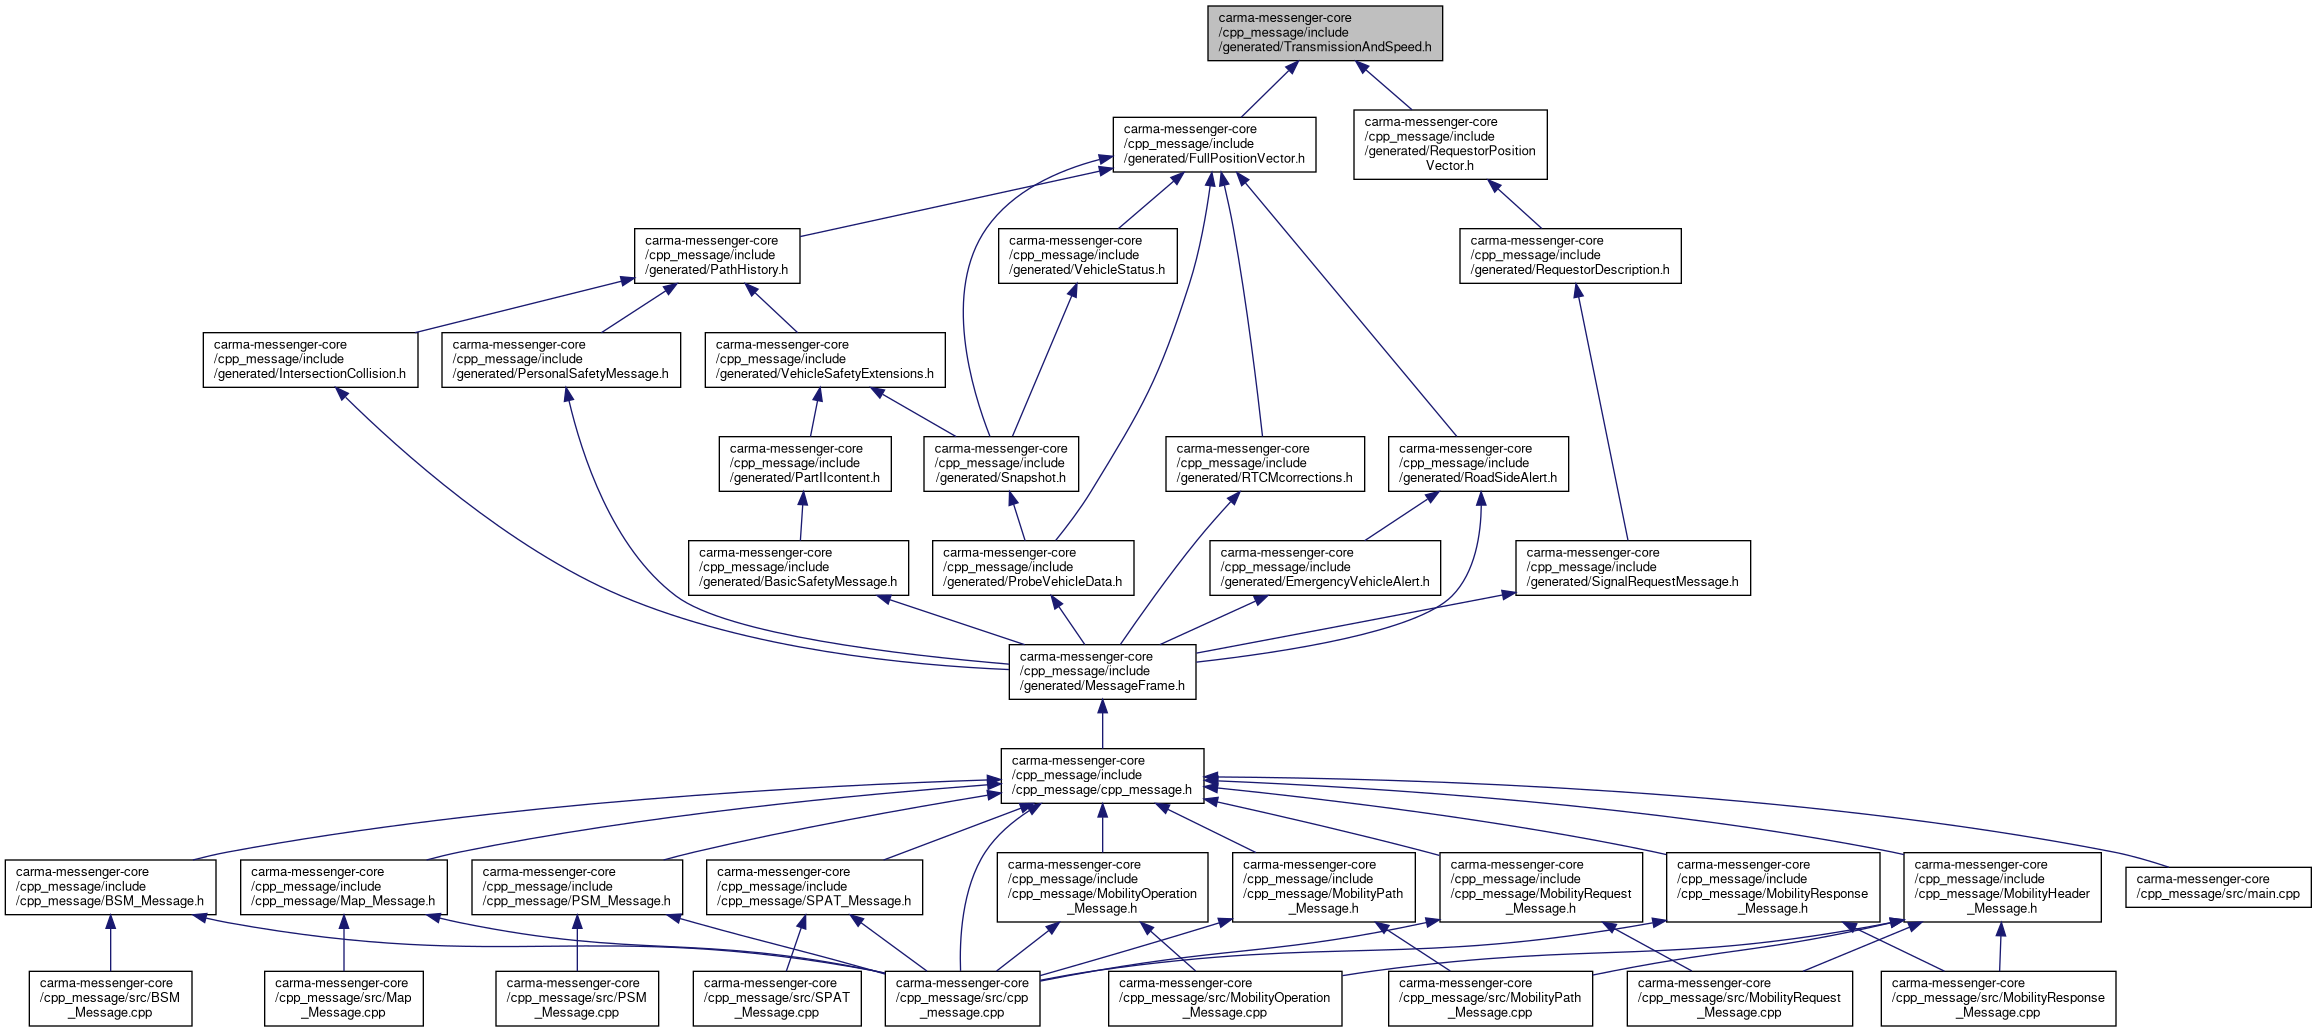 carma-messenger-core
/cpp_message/include
/generated/TransmissionAndSpeed.h
carma-messenger-core
/cpp_message/include
/generated/FullPositionVector.h
carma-messenger-core
/cpp_message/include
/generated/RequestorPosition
Vector.h
carma-messenger-core
/cpp_message/include
/generated/PathHistory.h
carma-messenger-core
/cpp_message/include
/generated/VehicleStatus.h
carma-messenger-core
/cpp_message/include
/generated/RequestorDescription.h
carma-messenger-core
/cpp_message/include
/generated/IntersectionCollision.h
carma-messenger-core
/cpp_message/include
/generated/PersonalSafetyMessage.h
carma-messenger-core
/cpp_message/include
/generated/VehicleSafetyExtensions.h
carma-messenger-core
/cpp_message/include
/generated/PartIIcontent.h
carma-messenger-core
/cpp_message/include
/generated/Snapshot.h
carma-messenger-core
/cpp_message/include
/generated/RTCMcorrections.h
carma-messenger-core
/cpp_message/include
/generated/RoadSideAlert.h
carma-messenger-core
/cpp_message/include
/generated/BasicSafetyMessage.h
carma-messenger-core
/cpp_message/include
/generated/ProbeVehicleData.h
carma-messenger-core
/cpp_message/include
/generated/EmergencyVehicleAlert.h
carma-messenger-core
/cpp_message/include
/generated/SignalRequestMessage.h
carma-messenger-core
/cpp_message/include
/generated/MessageFrame.h
carma-messenger-core
/cpp_message/include
/cpp_message/cpp_message.h
carma-messenger-core
/cpp_message/include
/cpp_message/BSM_Message.h
carma-messenger-core
/cpp_message/include
/cpp_message/Map_Message.h
carma-messenger-core
/cpp_message/include
/cpp_message/PSM_Message.h
carma-messenger-core
/cpp_message/include
/cpp_message/SPAT_Message.h
carma-messenger-core
/cpp_message/include
/cpp_message/MobilityOperation
_Message.h
carma-messenger-core
/cpp_message/include
/cpp_message/MobilityPath
_Message.h
carma-messenger-core
/cpp_message/include
/cpp_message/MobilityRequest
_Message.h
carma-messenger-core
/cpp_message/include
/cpp_message/MobilityResponse
_Message.h
carma-messenger-core
/cpp_message/include
/cpp_message/MobilityHeader
_Message.h
carma-messenger-core
/cpp_message/src/main.cpp
carma-messenger-core
/cpp_message/src/BSM
_Message.cpp
carma-messenger-core
/cpp_message/src/Map
_Message.cpp
carma-messenger-core
/cpp_message/src/PSM
_Message.cpp
carma-messenger-core
/cpp_message/src/SPAT
_Message.cpp
carma-messenger-core
/cpp_message/src/cpp
_message.cpp
carma-messenger-core
/cpp_message/src/MobilityOperation
_Message.cpp
carma-messenger-core
/cpp_message/src/MobilityPath
_Message.cpp
carma-messenger-core
/cpp_message/src/MobilityRequest
_Message.cpp
carma-messenger-core
/cpp_message/src/MobilityResponse
_Message.cpp